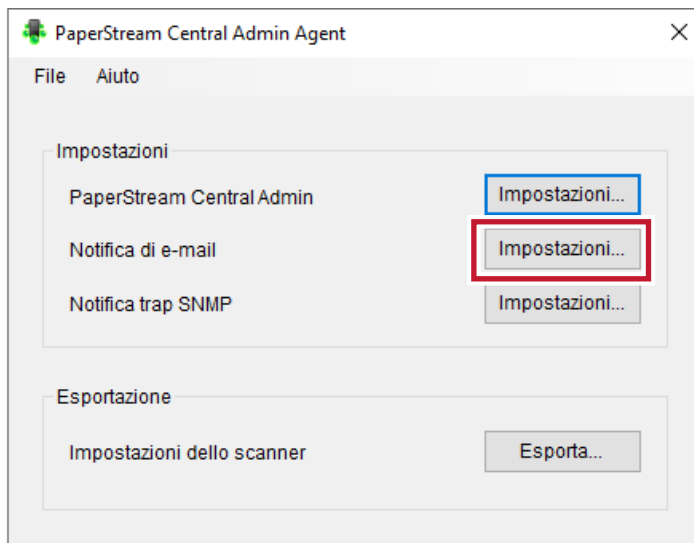 PaperStream Central Admin Agent
File Aiuto
Impostazioni
PaperStream Central Admin Impostazioni...
Notifica di e-mail Impostazioni...
Notifica trap SNMP Impostazioni...
Esportazione
Impostazioni dello scanner Esporta...